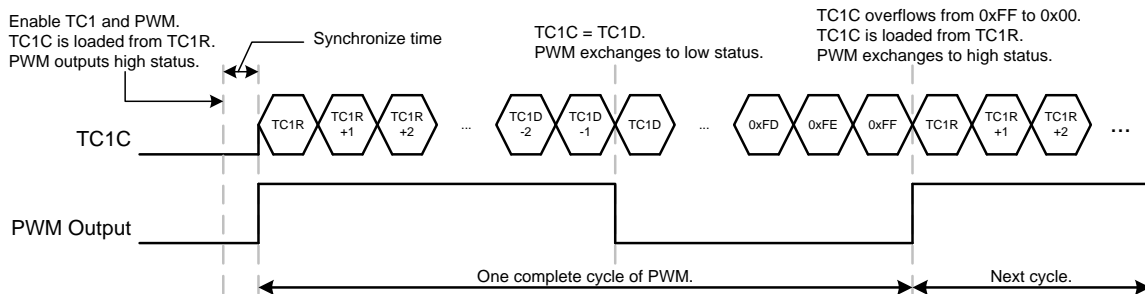 Enable TC1 and PWM.
TC1C is loaded from TC1R.
PWM outputs high status.
Synchronize time
TC1C = TC1D.
PWM exchanges to low status.
TC1C overflows from 0xFF to 0x00.
TC1C is loaded from TC1R.
PWM exchanges to high status.
TC1C
TC1R
TC1R
+1
TC1R
+2
...
TC1D
-2
TC1D
-1
TC1D
...
0xFD
0xFE
0xFF
TC1R
TC1R
+1
TC1R
+2
...
PWM Output
One complete cycle of PWM.
Next cycle.